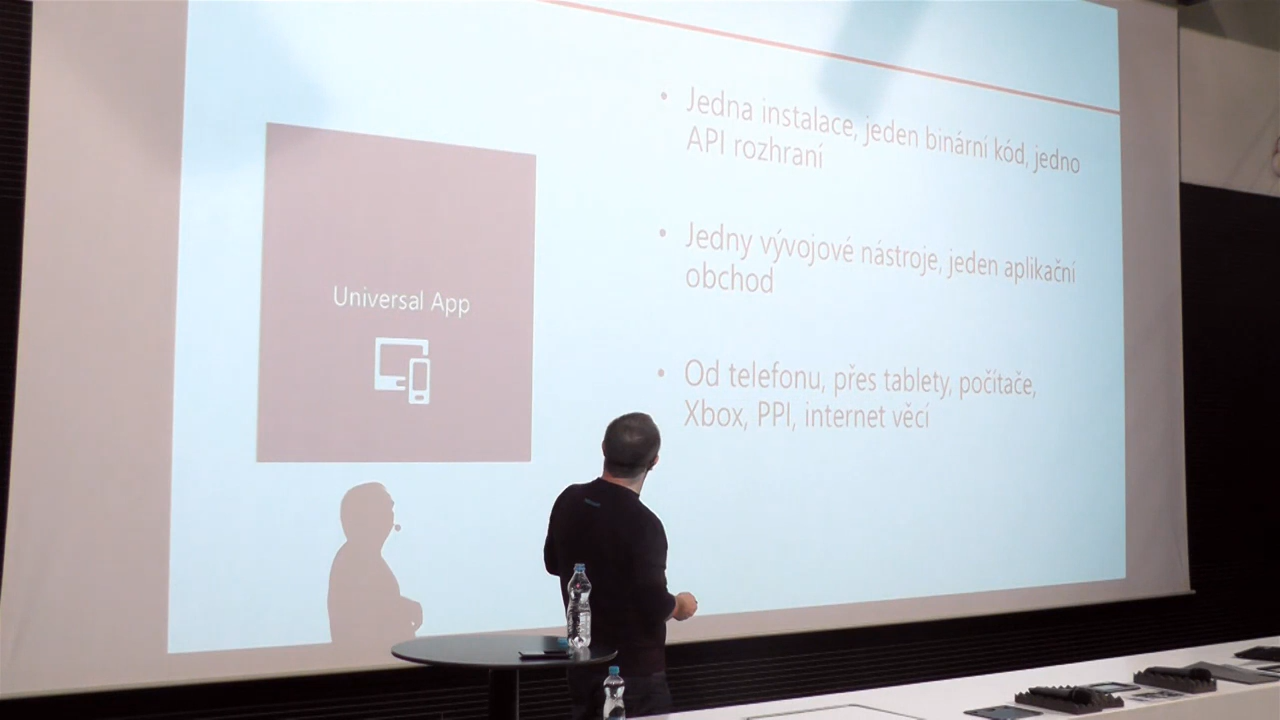 • Jedna instalace, jeden binární kód, jedno
API rozhraní
• Jedny vývojové nástroje, jeden aplikační
obchod
• Od telefonu, přes tablety, počítače,
Xbox, PPI, internet věcí
Universal App